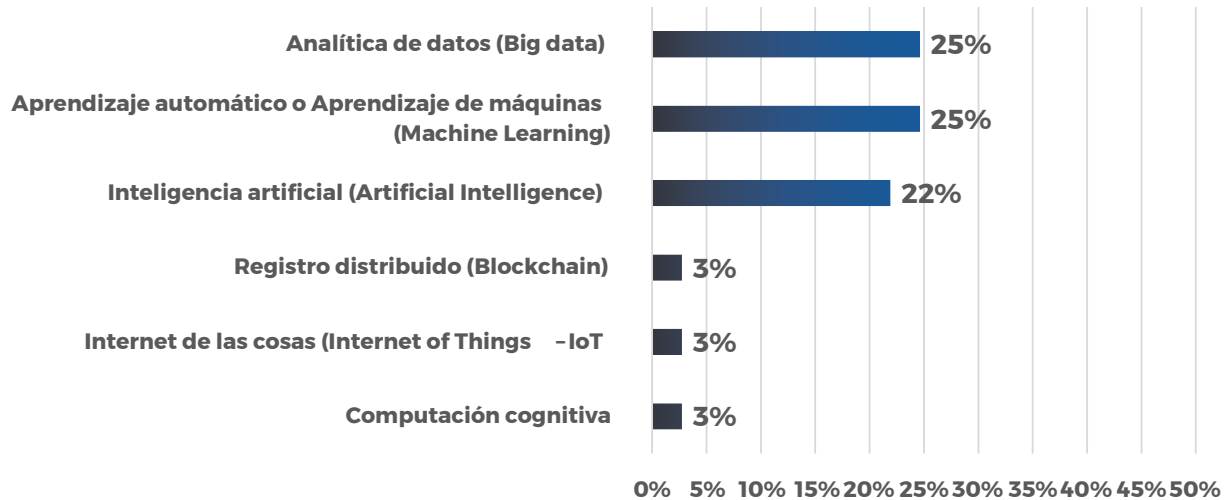 Analítica de datos (Big data) 25%
Aprendizaje automático o Aprendizaje de máquinas
(Machine Learning) 25%
Inteligencia artificial (Artificial Intelligence) 22%
Registro distribuido (Blockchain) 3%
Internet de las cosas (Internet of Things –IoT 3%
Computación cognitiva 3%
0% 5% 10% 15% 20% 25% 30% 35% 40% 45% 50%